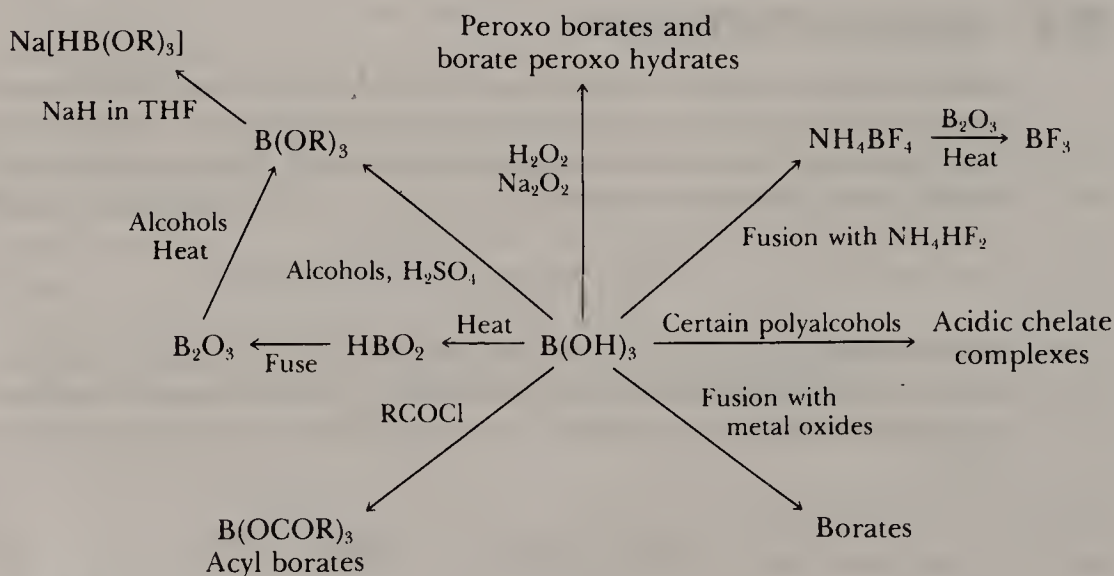 Peroxo borates and
borate peroxo hydrates
Na[HB(OR)₃]
NaH in THF
B(OR)₃
H₂O₂
Na₂O₂
NH₄BF₄
B₂O₃
Heat
BF₃
Alcohols
Heat
Fusion with NH₄HF₂
Alcohols, H₂SO₄
B₂O₃
Fuse
HBO₂
Heat
B(OH)₃
Certain polyalcohols
Acidic chelate
complexes
RCOCl
Fusion with
metal oxides
B(OCOR)₃
Acyl borates
Borates